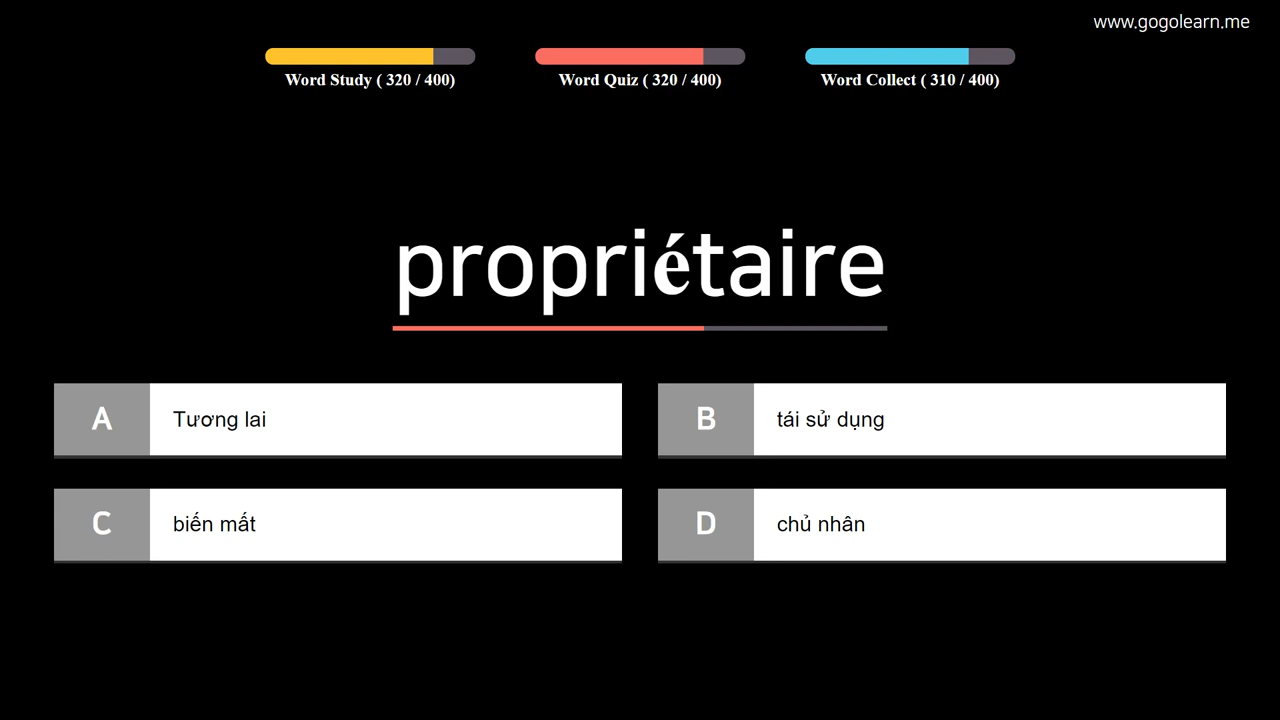 www.gogolearn.me
Word Study ( 320 / 400)
Word Quiz ( 320 / 400)
Word Collect ( 310 / 400)
propriétaire
A Tương lai
B tái sử dụng
C biến mất
D chủ nhân